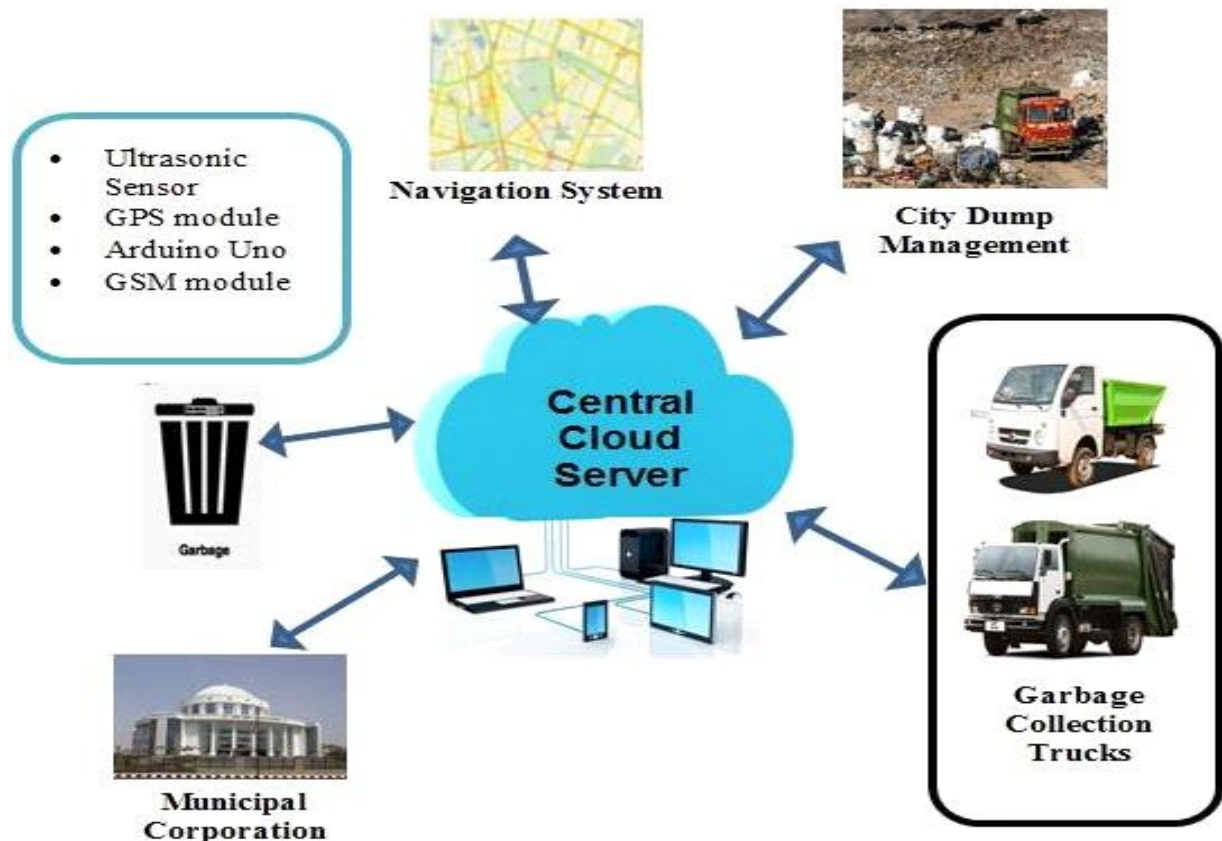 Ultrasonic
Sensor
GPS module
Arduino Uno
GSM module
Navigation System
City Dump
Management
Central
Cloud
Server
Garbage
Garbage
Collection
Trucks
Municipal
Corporation